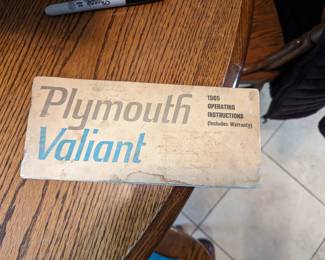 Plymouth
Valiant
1965
OPERATING
INSTRUCTIONS
(Includes Warranty)